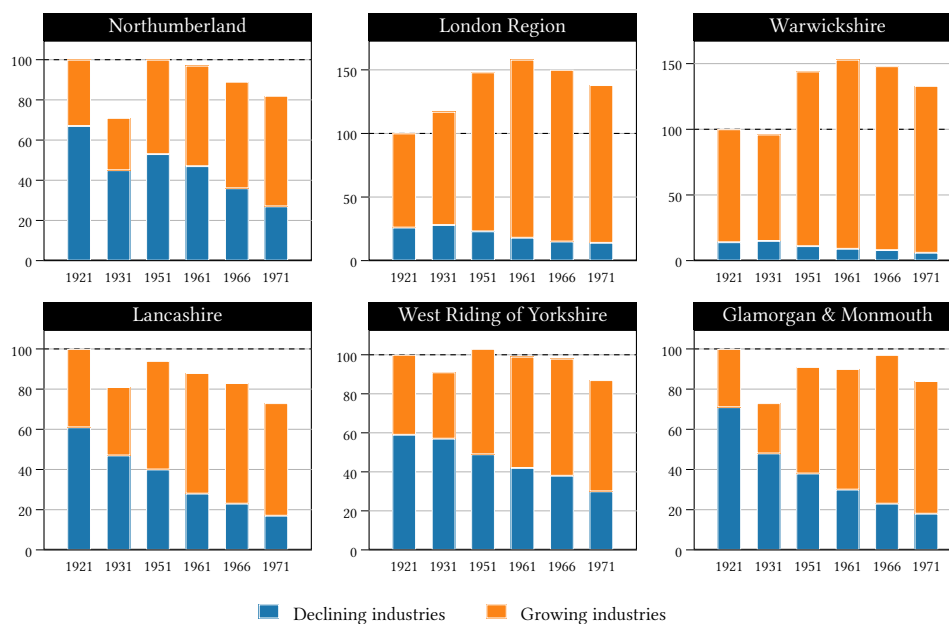 Northumberland
London Region
Warwickshire
100
80
60
40
20
0
150
100
50
0
150
100
50
0
1921 1931 1951 1961 1966 1971
1921 1931 1951 1961 1966 1971
1921 1931 1951 1961 1966 1971
Lancashire
West Riding of Yorkshire
Glamorgan & Monmouth
100
80
60
40
20
0
100
80
60
40
20
0
100
80
60
40
20
0
1921 1931 1951 1961 1966 1971
1921 1931 1951 1961 1966 1971
1921 1931 1951 1961 1966 1971
Declining industries
Growing industries